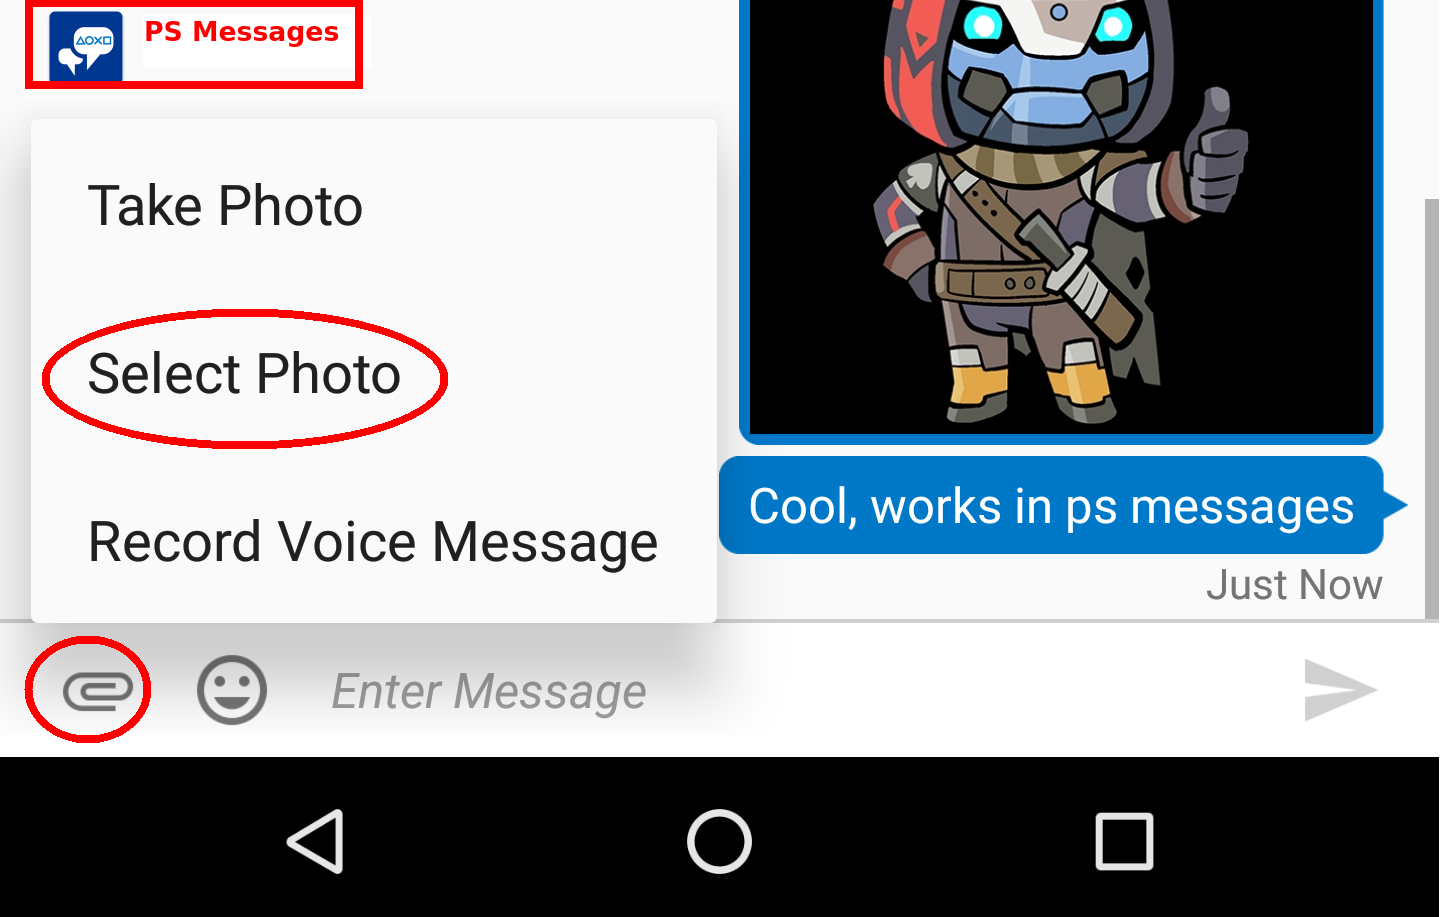 PS Messages
Take Photo
Select Photo
Record Voice Message
Cool, works in ps messages
Just Now
Enter Message